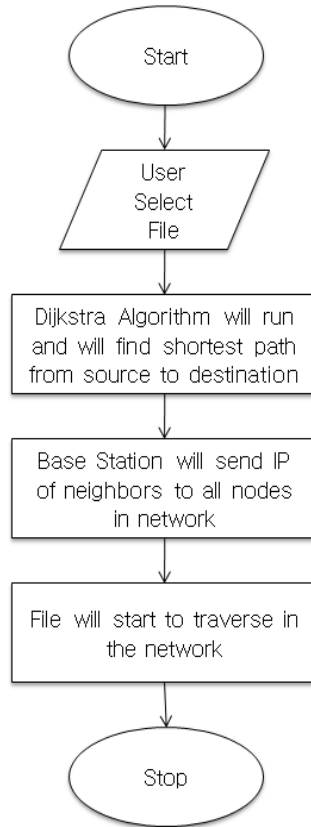 Start
User
Select
File
Dijkstra Algorithm will run
and will find shortest path
from source to destination
Base Station will send IP
of neighbors to all nodes
in network
File will start to traverse in
the network
Stop